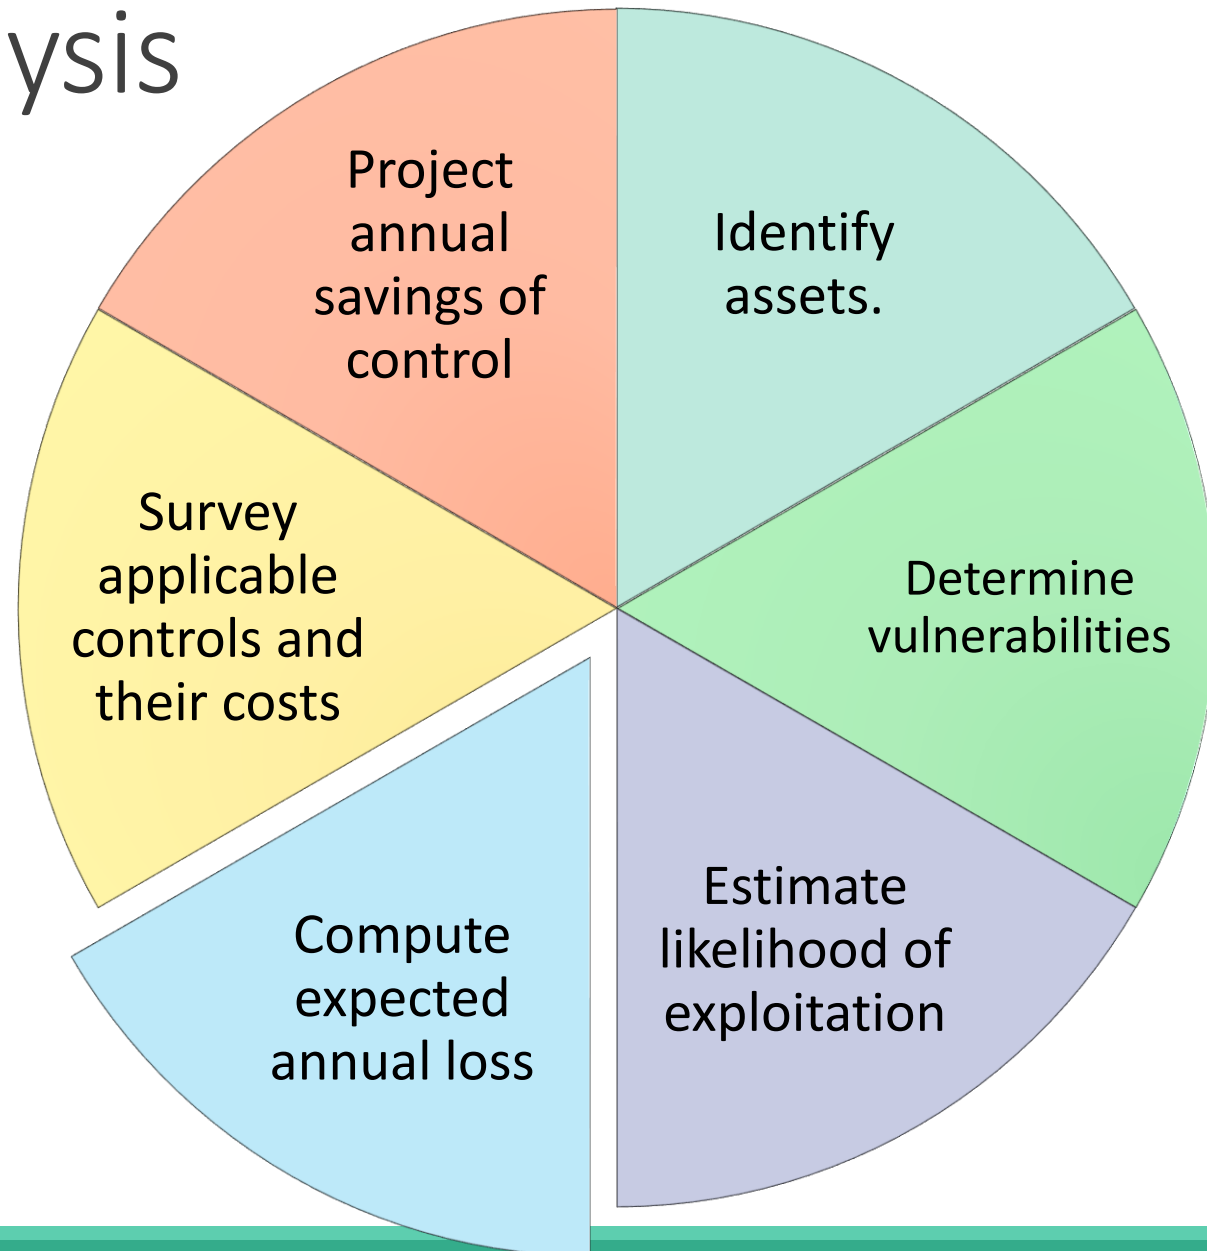 ysis
Project
annual
savings of
control
Identify
assets.
Survey
applicable
controls and
their costs
Determine
vulnerabilities
Compute
expected
annual loss
Estimate
likelihood of
exploitation